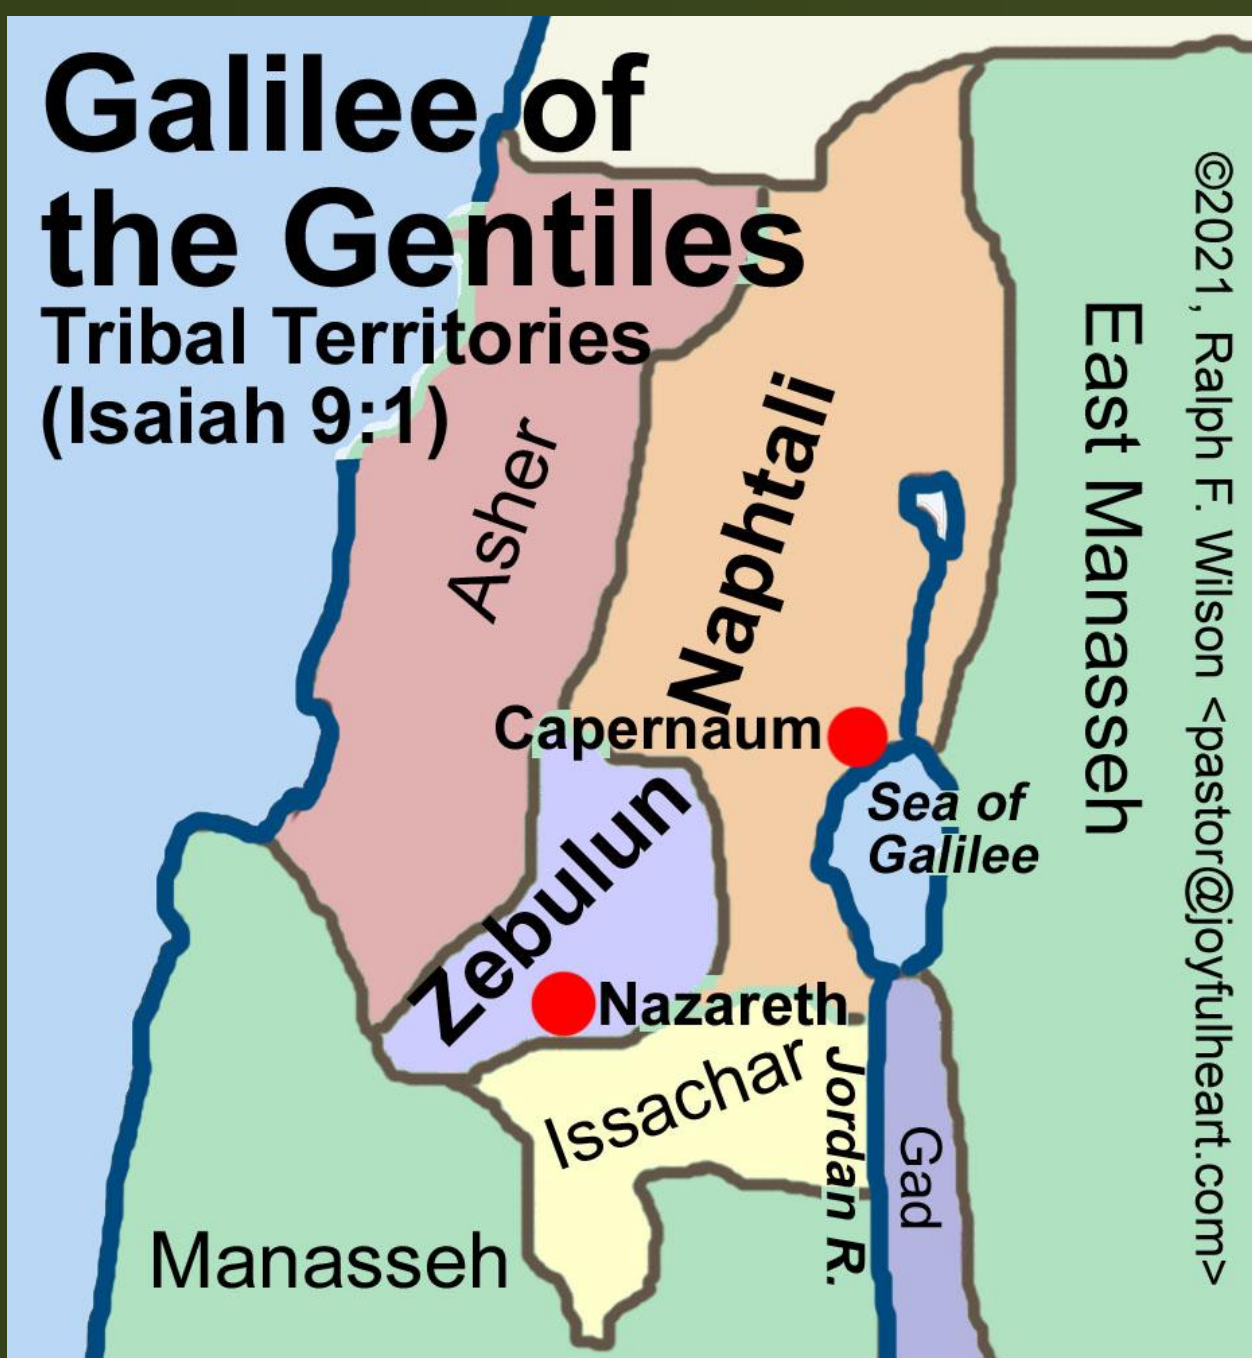 Galilee of
the Gentiles
Tribal Territories
(Isaiah 9:1)
Asher
Naphtali
East Manasseh
©2021, Ralph F. Wilson <pastor@joyfulheart.com>
Capernaum
Sea of
Galilee
Zebulun
Nazareth
Issachar
Jordan R.
Gad
Manasseh